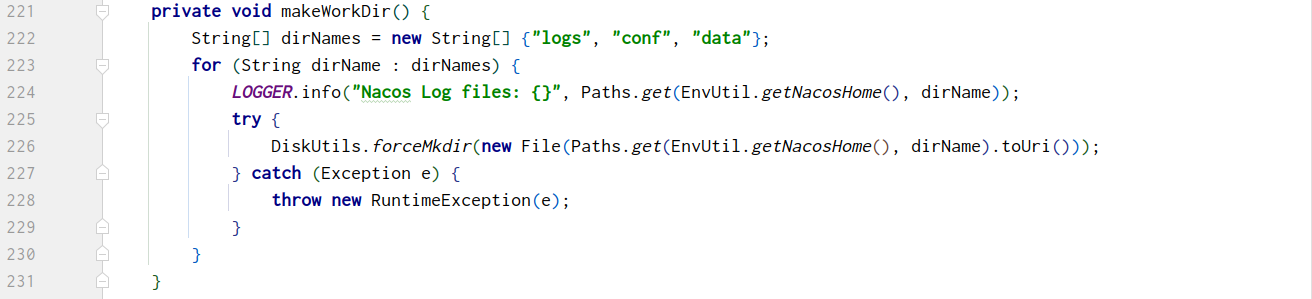 221 private void makeWorkDir() {
222 String[] dirNames = new String[] {"logs", "conf", "data"};
223 for (String dirName : dirNames) {
224 LOGGER.info("Nacos Log files: {}", Paths.get(EnvUtil.getNacosHome(), dirName));
225 try {
226 DiskUtils.forceMkdir(new File(Paths.get(EnvUtil.getNacosHome(), dirName).toUri()));
227 } catch (Exception e) {
228 throw new RuntimeException(e);
229 }
230 }
231 }